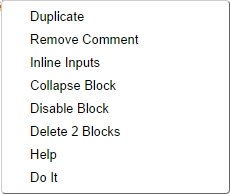 Duplicate
Remove Comment
Inline Inputs
Collapse Block
Disable Block
Delete 2 Blocks
Help
Do It